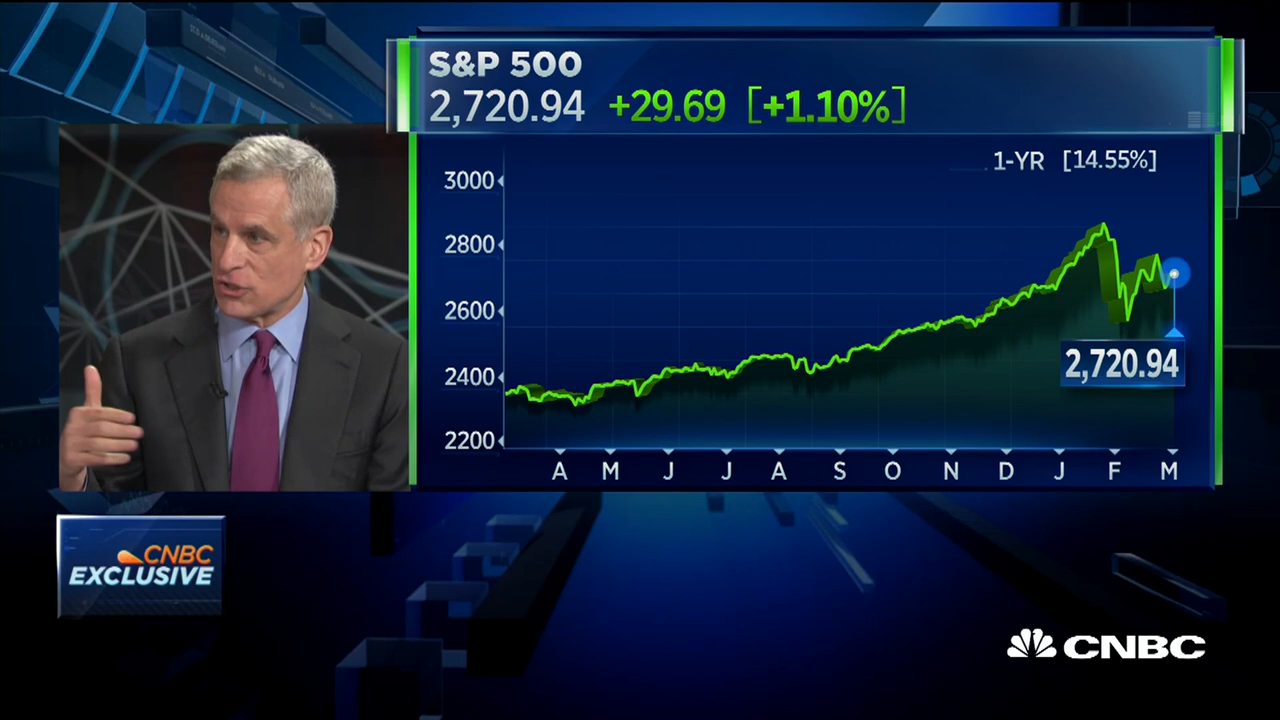 S&P 500
2,720.94 +29.69 [+1.10%]
1-YR [14.55%]
3000
2800
2600
2400
2200
2,720.94
A M J J A S O N D J F M
CNBC
EXCLUSIVE
CNBC